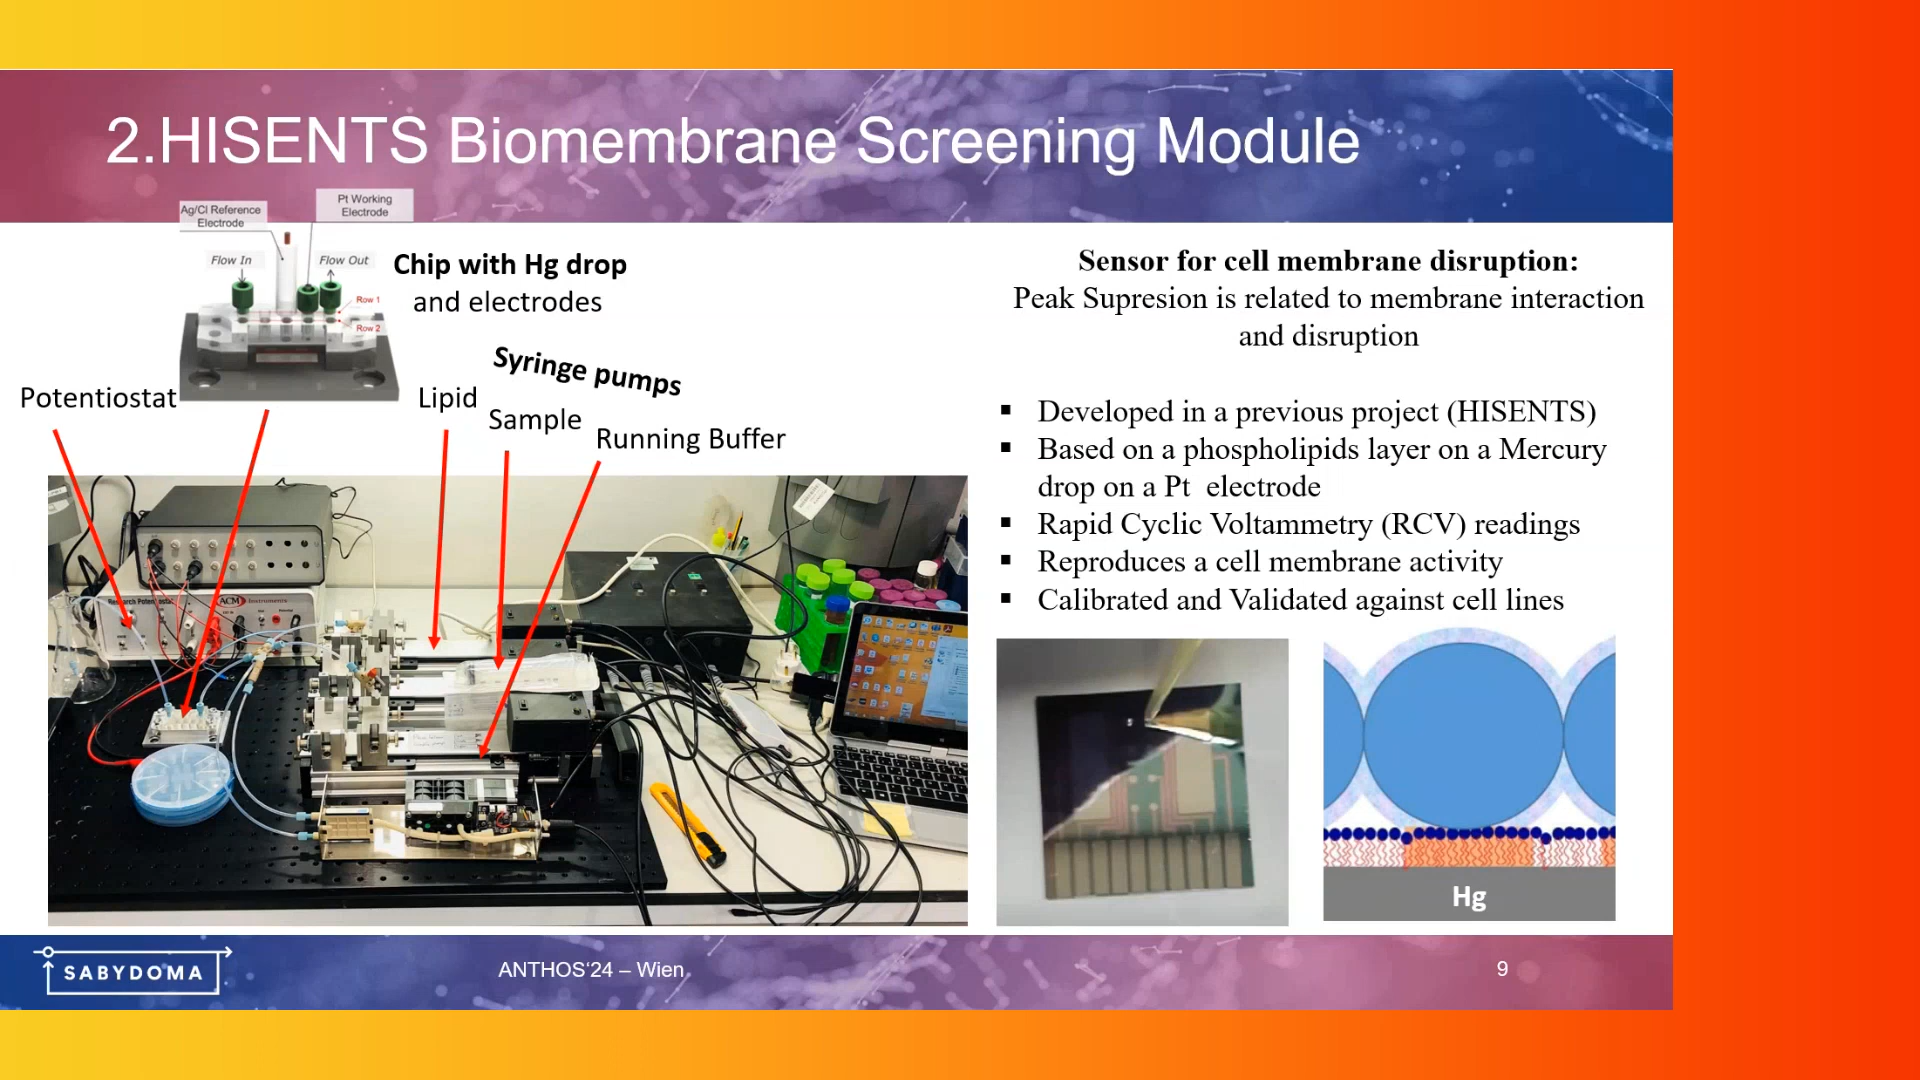 2.HISENTS Biomembrane Screening Module
Ag/Cl Reference
Electrode
Pt Working
Electrode
Flow In
Flow Out
Row 1
Row 2
Chip with Hg drop
and electrodes
Syringe pumps
Potentiostat
Lipid
Sample
Running Buffer
ACM Instruments
Sensor for cell membrane disruption:
Peak Supresion is related to membrane interaction
and disruption
▪ Developed in a previous project (HISENTS)
▪ Based on a phospholipids layer on a Mercury
drop on a Pt electrode
▪ Rapid Cyclic Voltammetry (RCV) readings
▪ Reproduces a cell membrane activity
▪ Calibrated and Validated against cell lines
Hg
SABYDOMA
ANTHOS‘24 – Wien
9